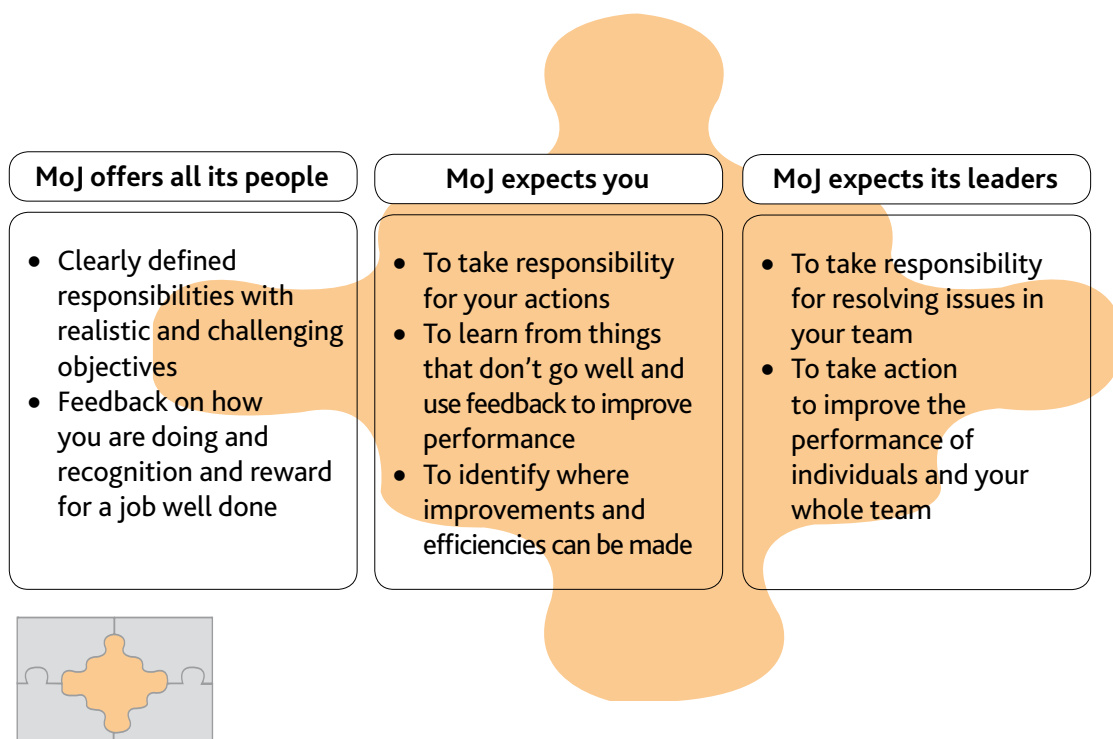 MoJ offers all its people
• Clearly defined
responsibilities with
realistic and challenging
objectives
• Feedback on how
you are doing and
recognition and reward
for a job well done
MoJ expects you
• To take responsibility
for your actions
• To learn from things
that don’t go well and
use feedback to improve
performance
• To identify where
improvements and
efficiencies can be made
MoJ expects its leaders
• To take responsibility
for resolving issues in
your team
• To take action
to improve the
performance of
individuals and your
whole team